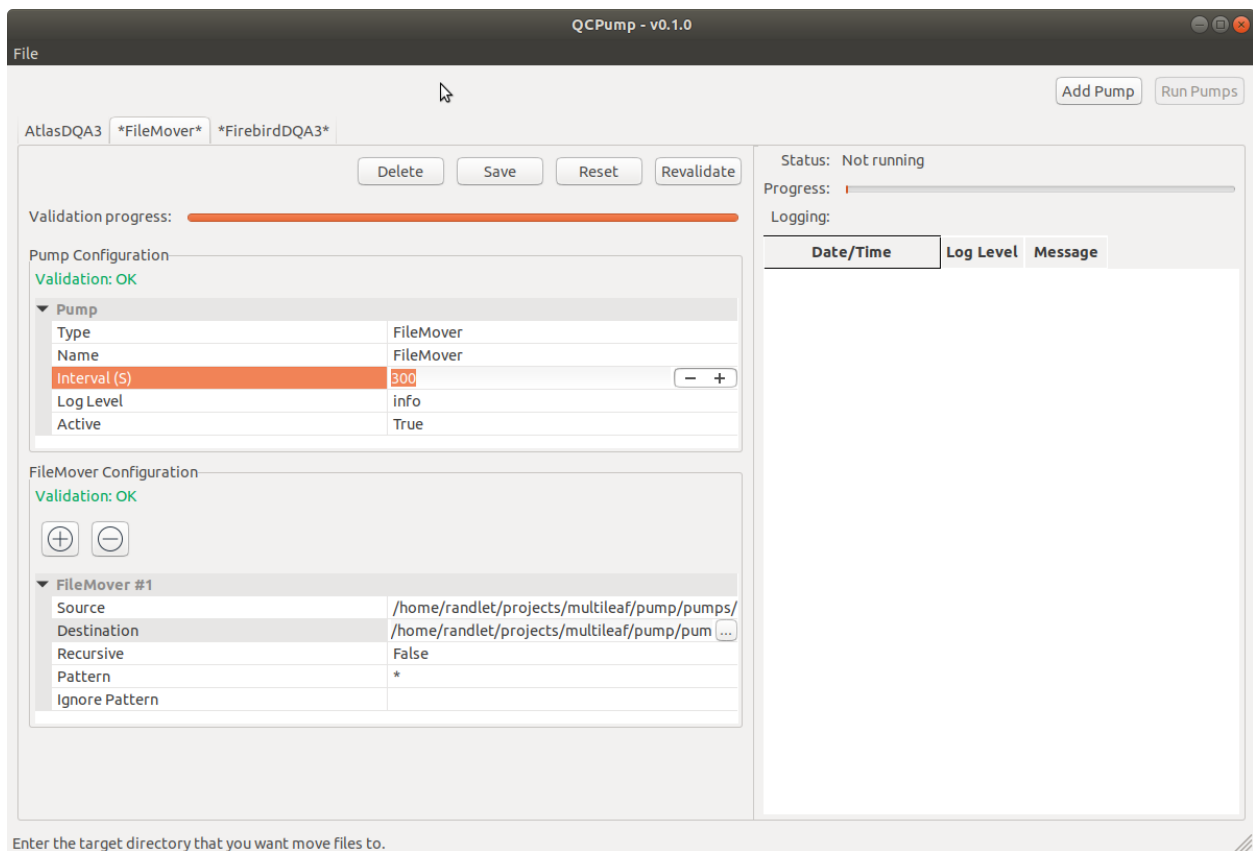 QCPump - v0.1.0
File
Add Pump Run Pumps
AtlasDQA3 *FileMover* *FirebirdDQA3*
Delete Save Reset Revalidate
Validation progress:
Pump Configuration
Validation: OK
Pump
Type FileMover
Name FileMover
Interval (S) 300 − +
Log Level info
Active True
FileMover Configuration
Validation: OK
FileMover #1
Source /home/randlet/projects/multileaf/pump/pumps/
Destination /home/randlet/projects/multileaf/pump/pum ...
Recursive False
Pattern *
Ignore Pattern
Status: Not running
Progress:
Logging:
Date/Time Log Level Message
Enter the target directory that you want move files to.